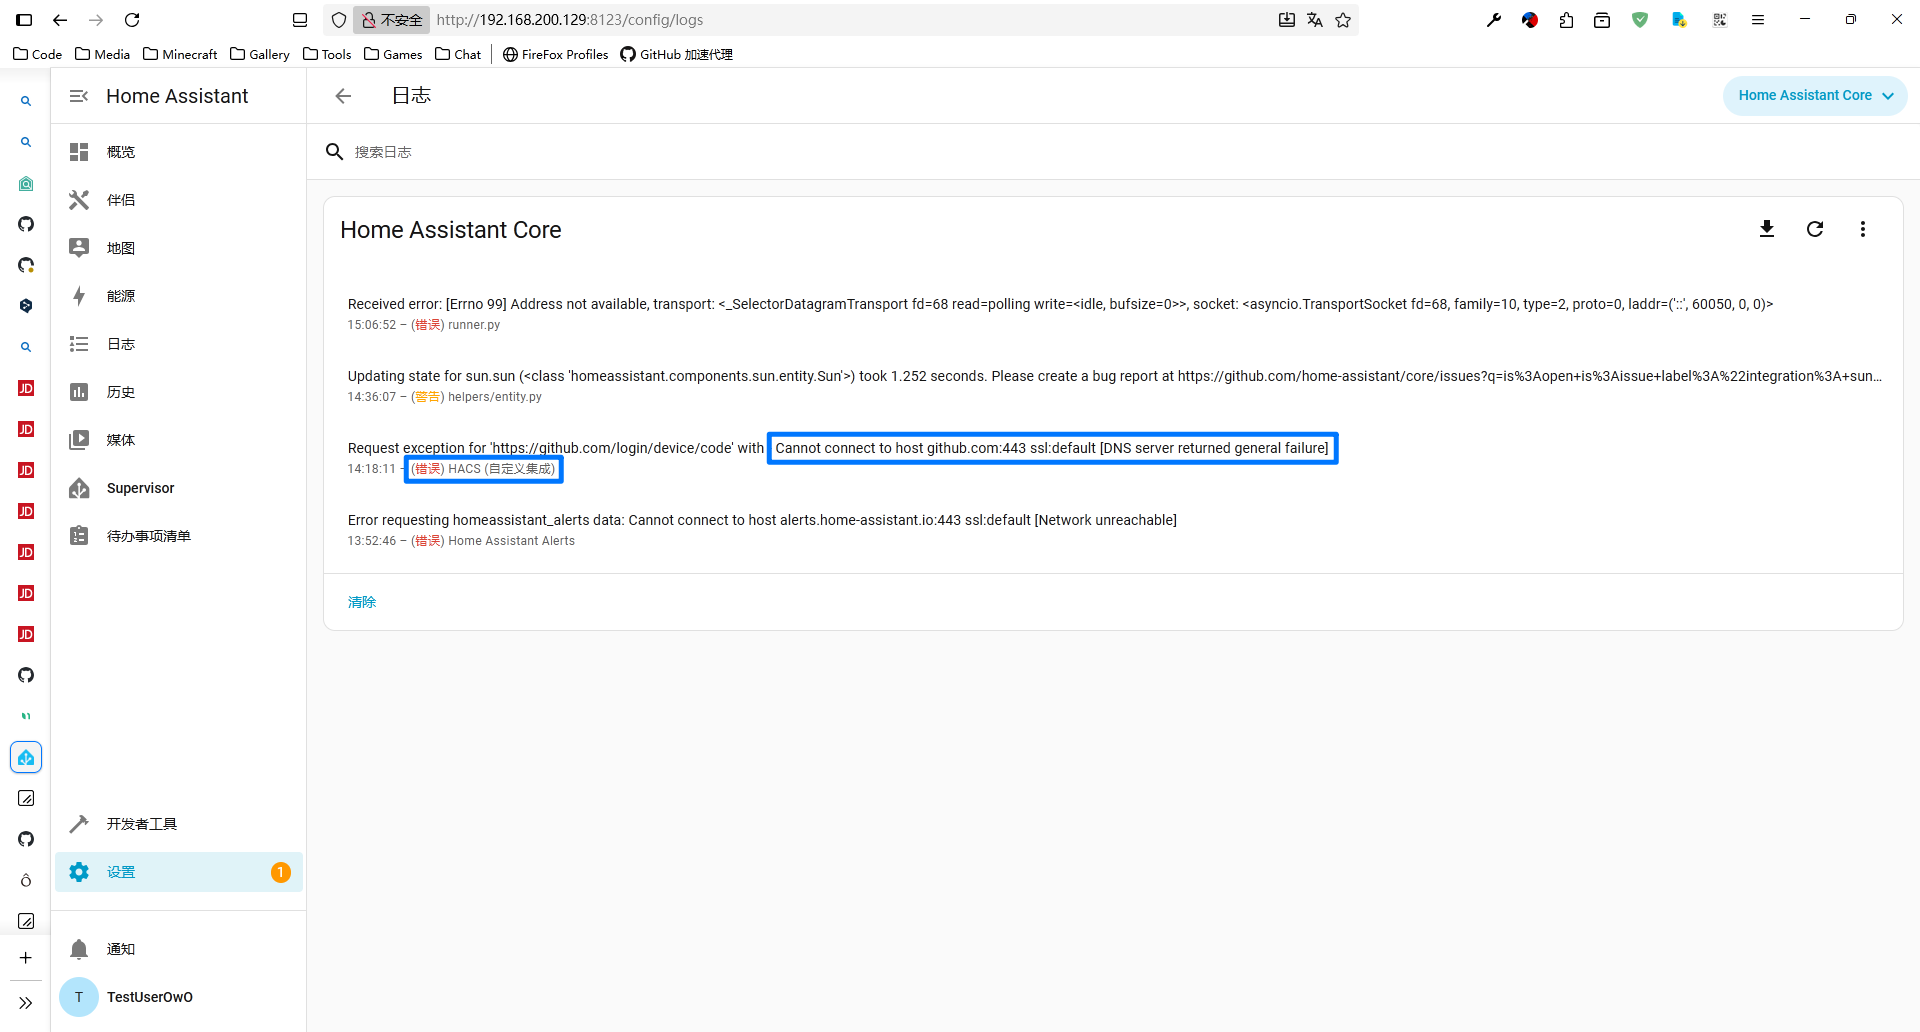 不安全 http://192.168.200.129:8123/config/logs
Code Media Minecraft Gallery Tools Games Chat FireFox Profiles GitHub 加速代理
Home Assistant
日志
Home Assistant Core
搜索日志
概览
伴侣
地图
能源
日志
历史
媒体
Supervisor
待办事项清单
开发者工具
设置 1
通知
T TestUserOwO
Home Assistant Core
Received error: [Errno 99] Address not available, transport: <_SelectorDatagramTransport fd=68 read=polling write=<idle, bufsize=0>>, socket: <asyncio.TransportSocket fd=68, family=10, type=2, proto=0, laddr=('::', 60050, 0, 0)>
15:06:52 – (错误) runner.py
Updating state for sun.sun (<class 'homeassistant.components.sun.entity.Sun'>) took 1.252 seconds. Please create a bug report at https://github.com/home-assistant/core/issues?q=is%3Aopen+is%3Aissue+label%3A%22integration%3A+sun...
14:36:07 – (警告) helpers/entity.py
Request exception for 'https://github.com/login/device/code' with Cannot connect to host github.com:443 ssl:default [DNS server returned general failure]
14:18:11 – (错误) HACS (自定义集成)
Error requesting homeassistant_alerts data: Cannot connect to host alerts.home-assistant.io:443 ssl:default [Network unreachable]
13:52:46 – (错误) Home Assistant Alerts
清除
JD
JD
JD
JD
JD
JD
JD
ô